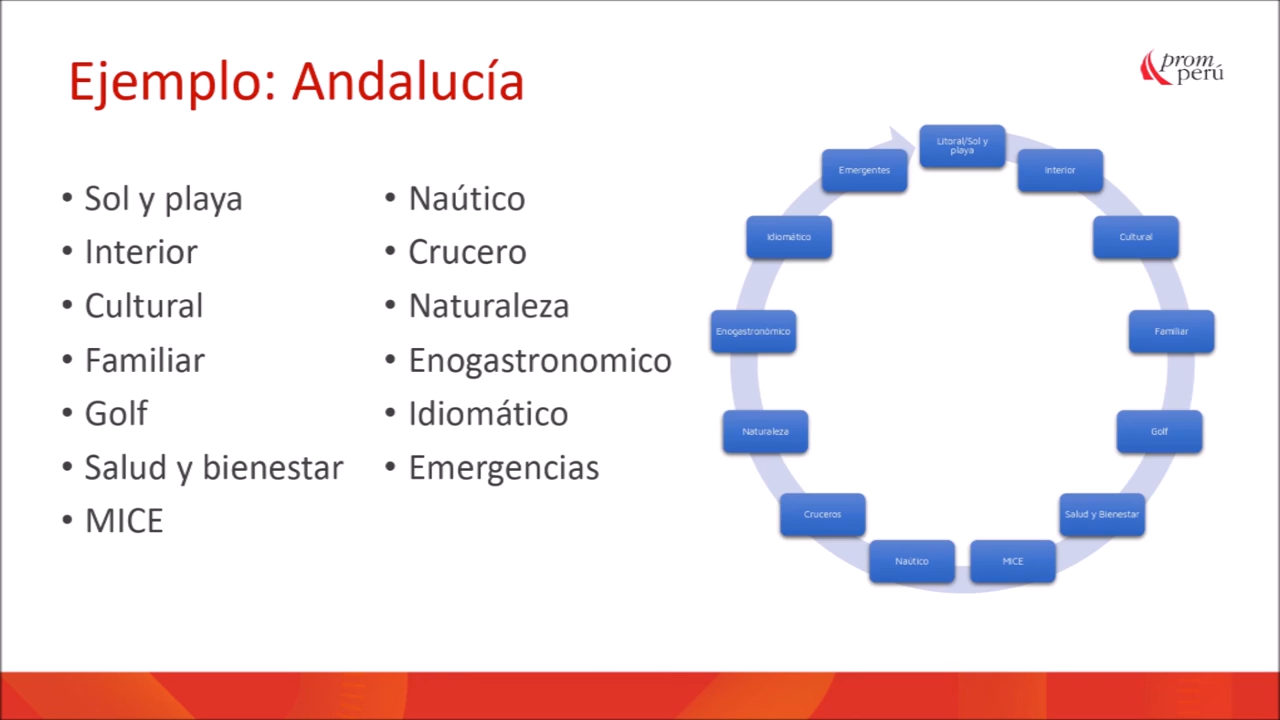 Ejemplo: Andalucía
prom
perú
• Sol y playa
• Interior
• Cultural
• Familiar
• Golf
• Salud y bienestar
• MICE
• Naútico
• Crucero
• Naturaleza
• Enogastronomico
• Idiomático
• Emergencias
Litoral/Sol y
playa
Interior
Cultural
Familiar
Golf
Salud y Bienestar
MICE
Naútico
Cruceros
Naturaleza
Enogastronómico
Idiomático
Emergentes